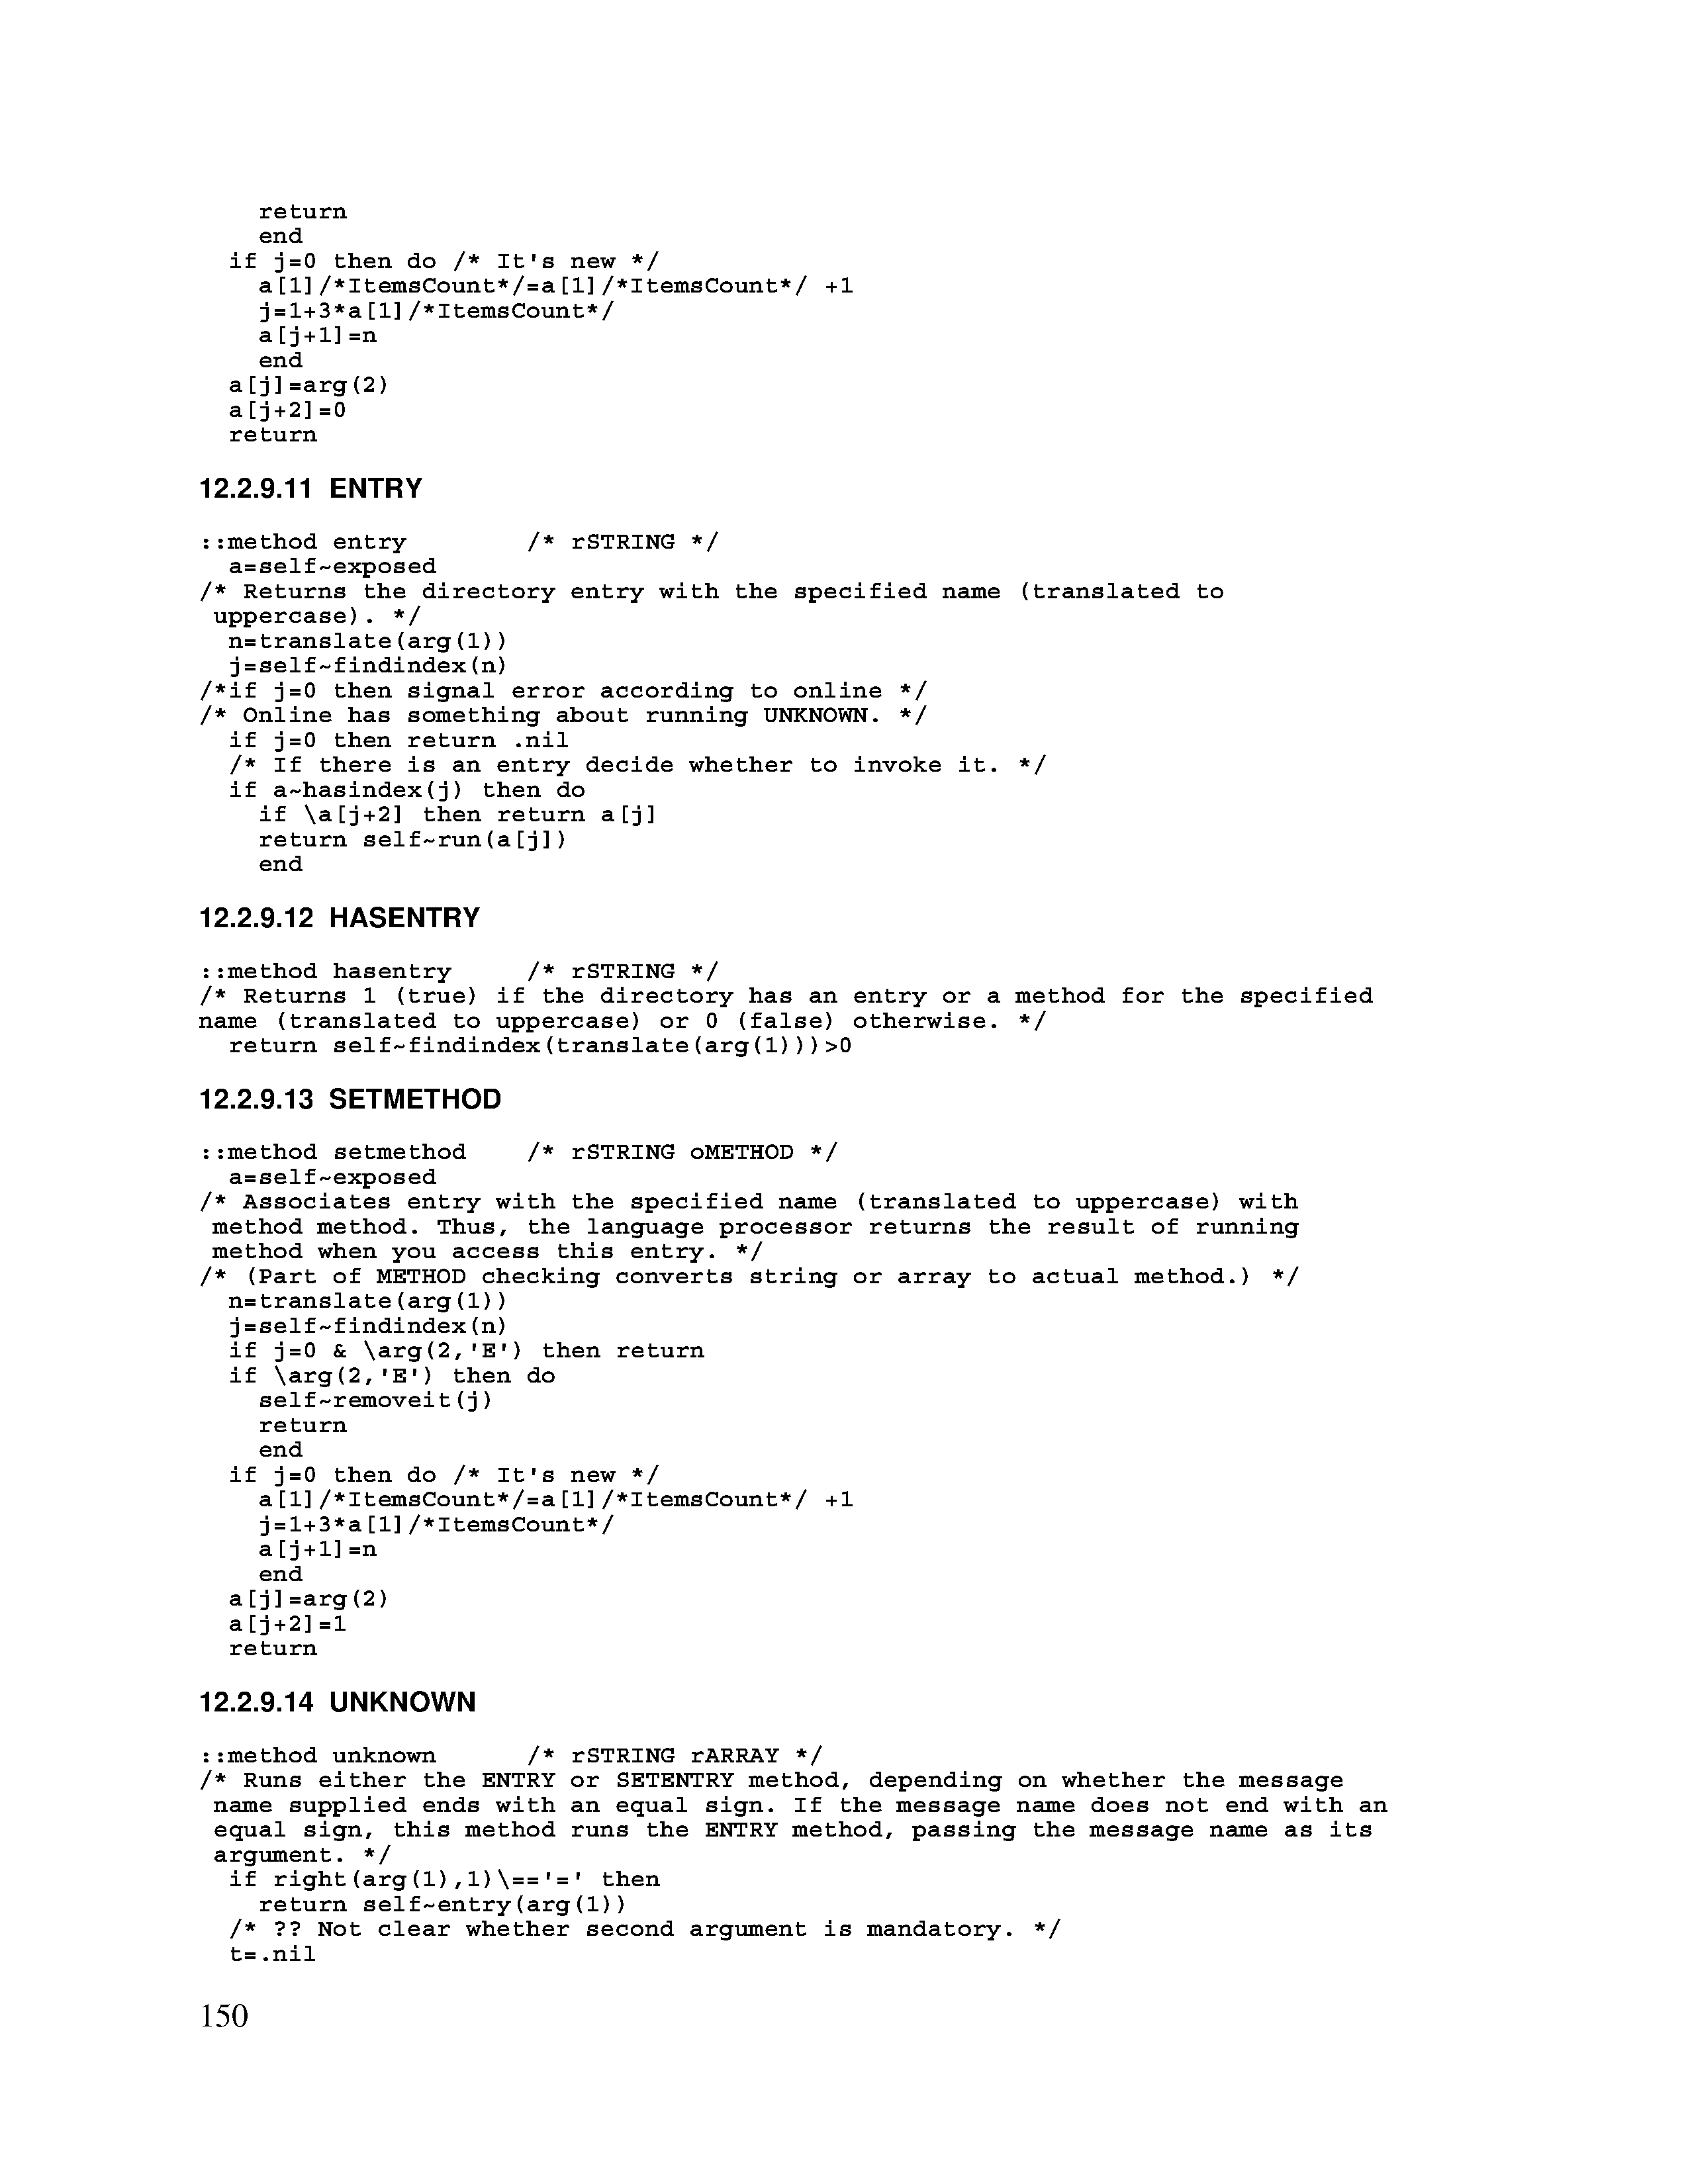 return
    end
  if j=0 then do /* It's new */
    a[1]/*ItemsCount*/=a[1]/*ItemsCount*/ +1
    j=1+3*a[1]/*ItemsCount*/
    a[j+1]=n
    end
  a[j]=arg(2)
  a[j+2]=0
  return
12.2.9.11 ENTRY
::method entry        /* rSTRING */
  a=self~exposed
/* Returns the directory entry with the specified name (translated to
 uppercase). */
  n=translate(arg(1))
  j=self~findindex(n)
/*if j=0 then signal error according to online */
/* Online has something about running UNKNOWN. */
  if j=0 then return .nil
  /* If there is an entry decide whether to invoke it. */
  if a~hasindex(j) then do
    if \a[j+2] then return a[j]
    return self~run(a[j])
    end
12.2.9.12 HASENTRY
::method hasentry     /* rSTRING */
/* Returns 1 (true) if the directory has an entry or a method for the specified
name (translated to uppercase) or 0 (false) otherwise. */
  return self~findindex(translate(arg(1)))>0
12.2.9.13 SETMETHOD
::method setmethod    /* rSTRING oMETHOD */
  a=self~exposed
/* Associates entry with the specified name (translated to uppercase) with
 method method. Thus, the language processor returns the result of running
 method when you access this entry. */
/* (Part of METHOD checking converts string or array to actual method.) */
  n=translate(arg(1))
  j=self~findindex(n)
  if j=0 & \arg(2,'E') then return
  if \arg(2,'E') then do
    self~removeit(j)
    return
    end
  if j=0 then do /* It's new */
    a[1]/*ItemsCount*/=a[1]/*ItemsCount*/ +1
    j=1+3*a[1]/*ItemsCount*/
    a[j+1]=n
    end
  a[j]=arg(2)
  a[j+2]=1
  return
12.2.9.14 UNKNOWN
::method unknown      /* rSTRING rARRAY */
/* Runs either the ENTRY or SETENTRY method, depending on whether the message
 name supplied ends with an equal sign. If the message name does not end with an
 equal sign, this method runs the ENTRY method, passing the message name as its
 argument. */
  if right(arg(1),1)\=='=' then
    return self~entry(arg(1))
  /* ?? Not clear whether second argument is mandatory. */
  t=.nil
150